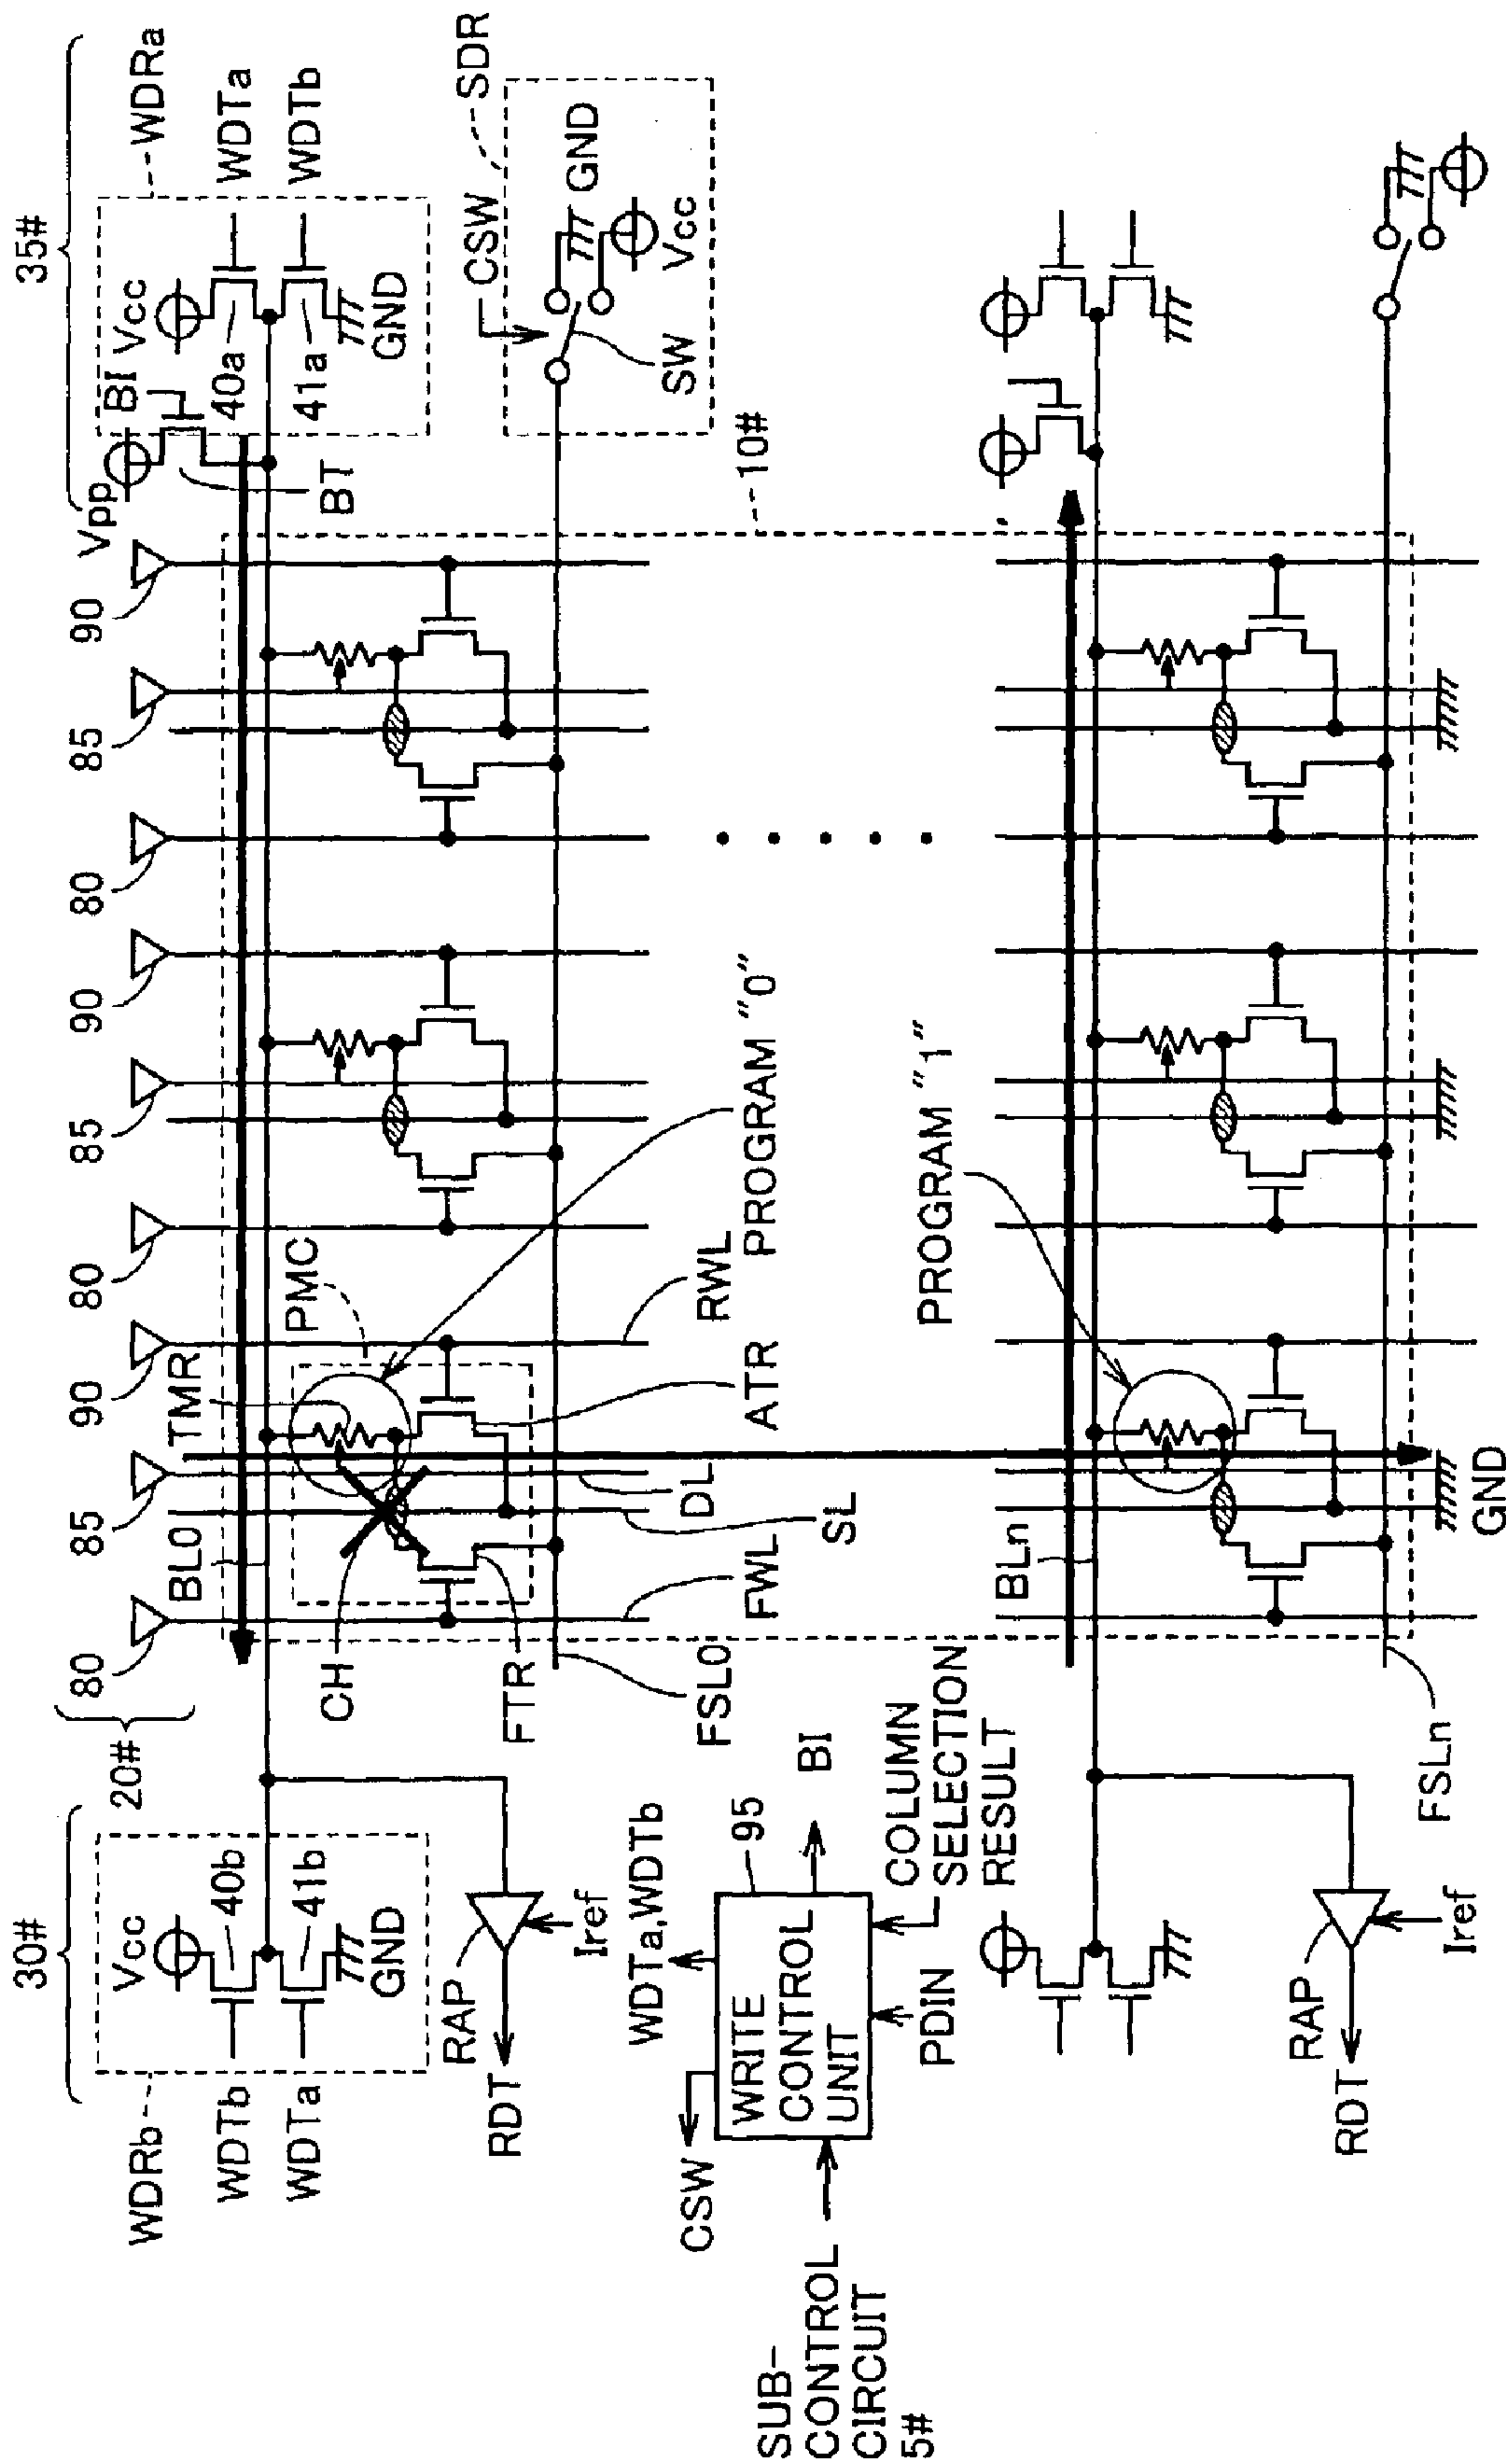 30#
20#
35#
WDRb
Vcc
40b
41b
GND
WDTb
WDTa
RAP
Iref
RDT
80
85
90
80
85
90
80
85
90
Vpp
BI
Vcc
40a
41a
GND
BT
WDRa
WDTa
WDTb
SDR
CSW
GND
Vcc
SW
10#
BL0
TMR
PMC
CH
FTR
FSL0
FWL
SL
DL
ATR
RWL
PROGRAM "0"
PROGRAM "1"
CSW
WDTa,WDTb
BI
95
WRITE
CONTROL
UNIT
SUB-
CONTROL
CIRCUIT
5#
PDIN
COLUMN
SELECTION
RESULT
BLn
RAP
Iref
RDT
FSLn
GND